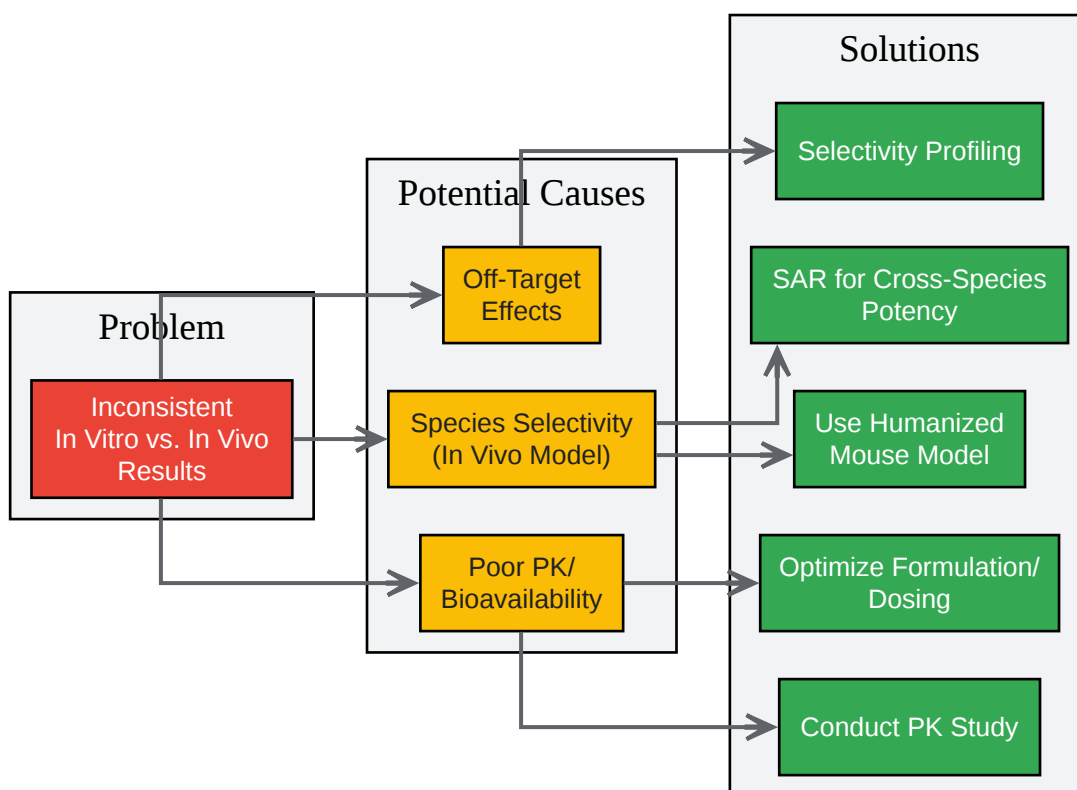 Problem
Inconsistent
In Vitro vs. In Vivo
Results
Potential Causes
Off-Target
Effects
Species Selectivity
(In Vivo Model)
Poor PK/
Bioavailability
Solutions
Selectivity Profiling
SAR for Cross-Species
Potency
Use Humanized
Mouse Model
Optimize Formulation/
Dosing
Conduct PK Study